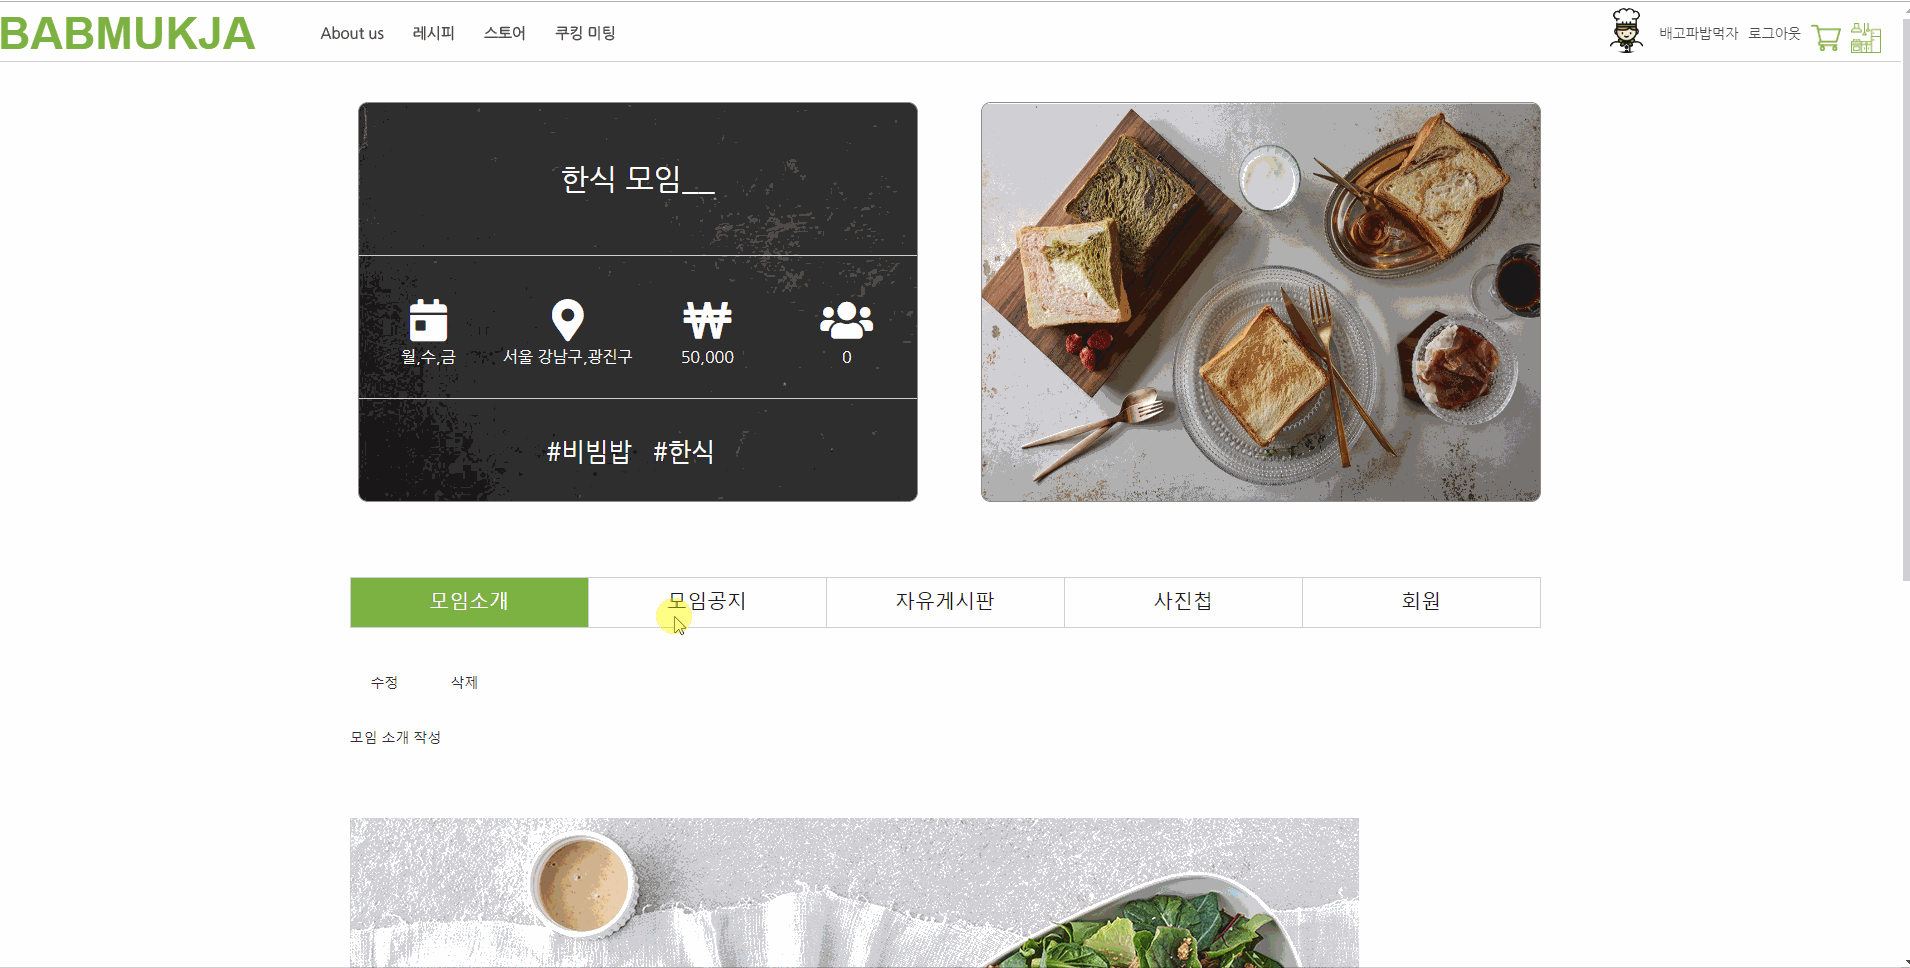 BABMUKJA About us 레시피 스토어 쿠킹 미팅 배고파밥먹자 로그아웃
한식 모임__
월,수,금 서울 강남구,광진구 50,000 0
#비빔밥 #한식
모임소개 모임공지 자유게시판 사진첩 회원
수정 삭제
모임 소개 작성